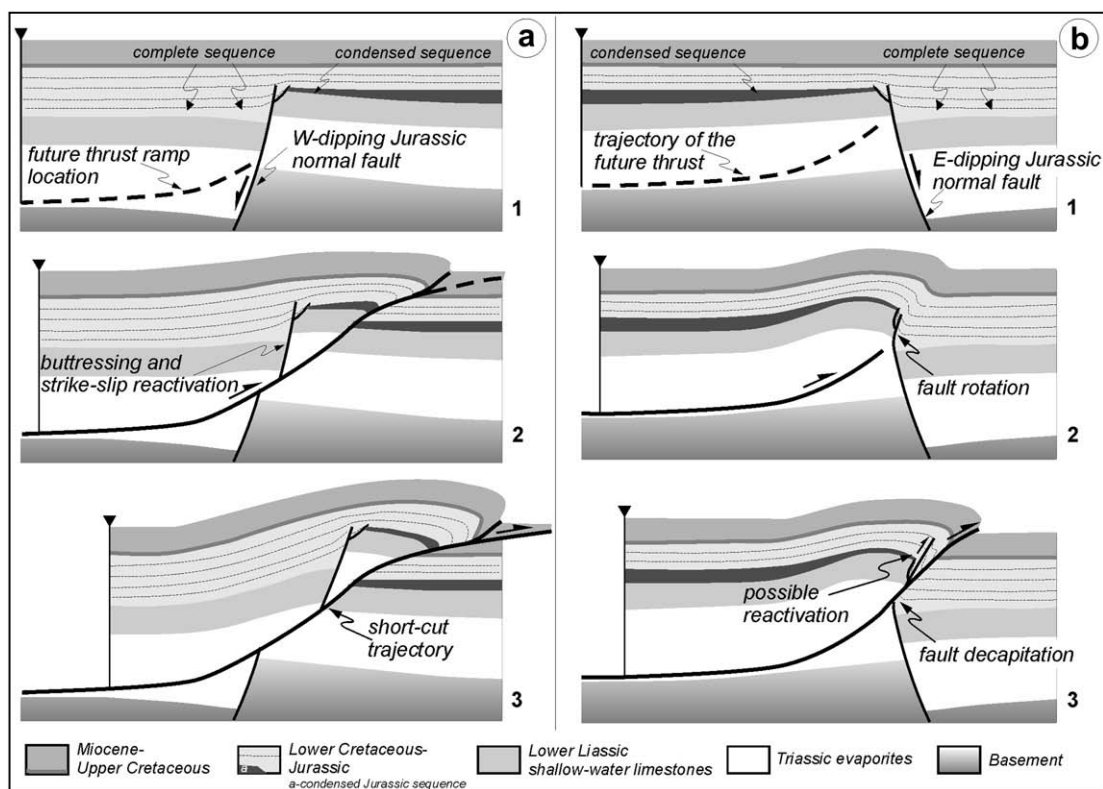 a
complete sequence
condensed sequence
future thrust ramp
location
W-dipping Jurassic
normal fault
1
buttressing and
strike-slip reactivation
2
short-cut
trajectory
3
b
condensed sequence
complete sequence
trajectory of the
future thrust
E-dipping Jurassic
normal fault
1
fault rotation
2
possible
reactivation
fault decapitation
3
Miocene-
Upper Cretaceous
a
Lower Cretaceous-
Jurassic
a-condensed Jurassic sequence
Lower Liassic
shallow-water limestones
Triassic evaporites
Basement